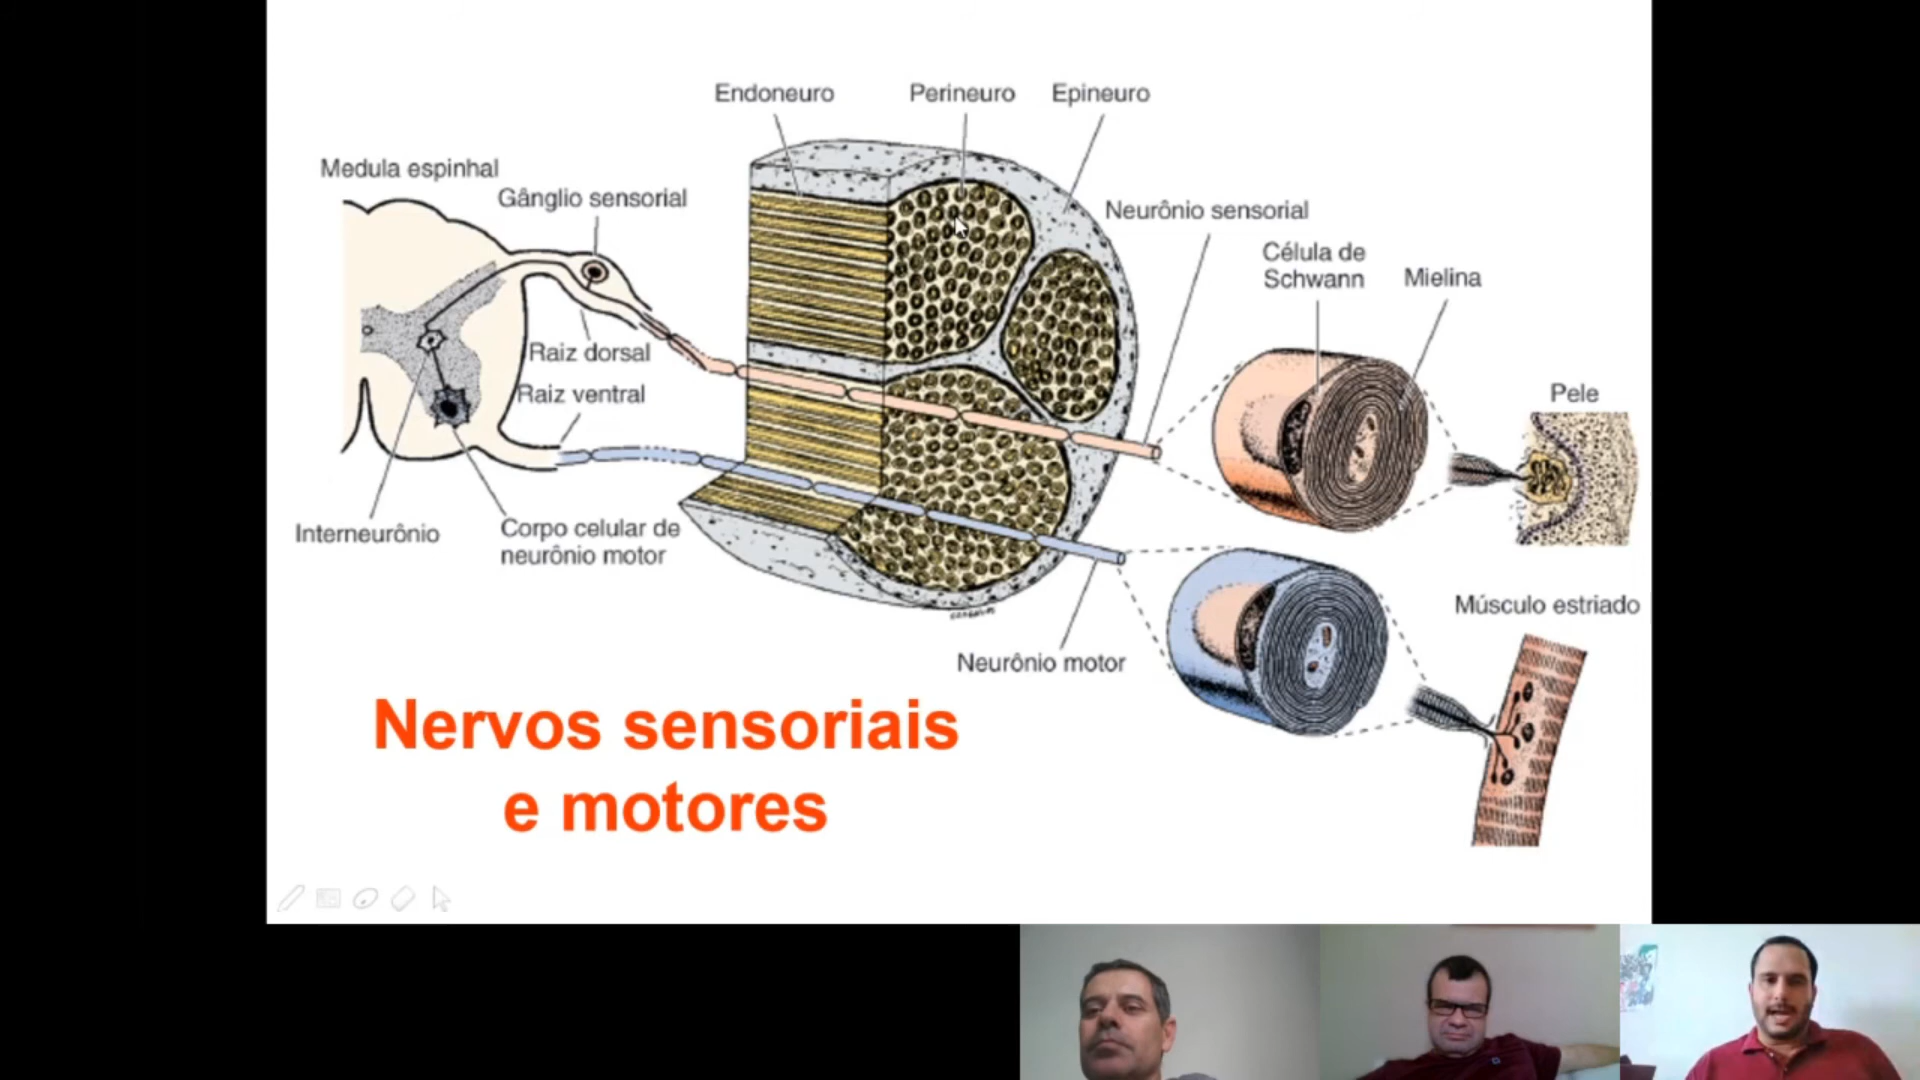 Endoneuro
Perineuro
Epineuro
Medula espinhal
Gânglio sensorial
Neurônio sensorial
Célula de
Schwann
Mielina
Raiz dorsal
Raiz ventral
Pele
Interneurônio
Corpo celular de
neurônio motor
Músculo estriado
Neurônio motor
Nervos sensoriais
e motores